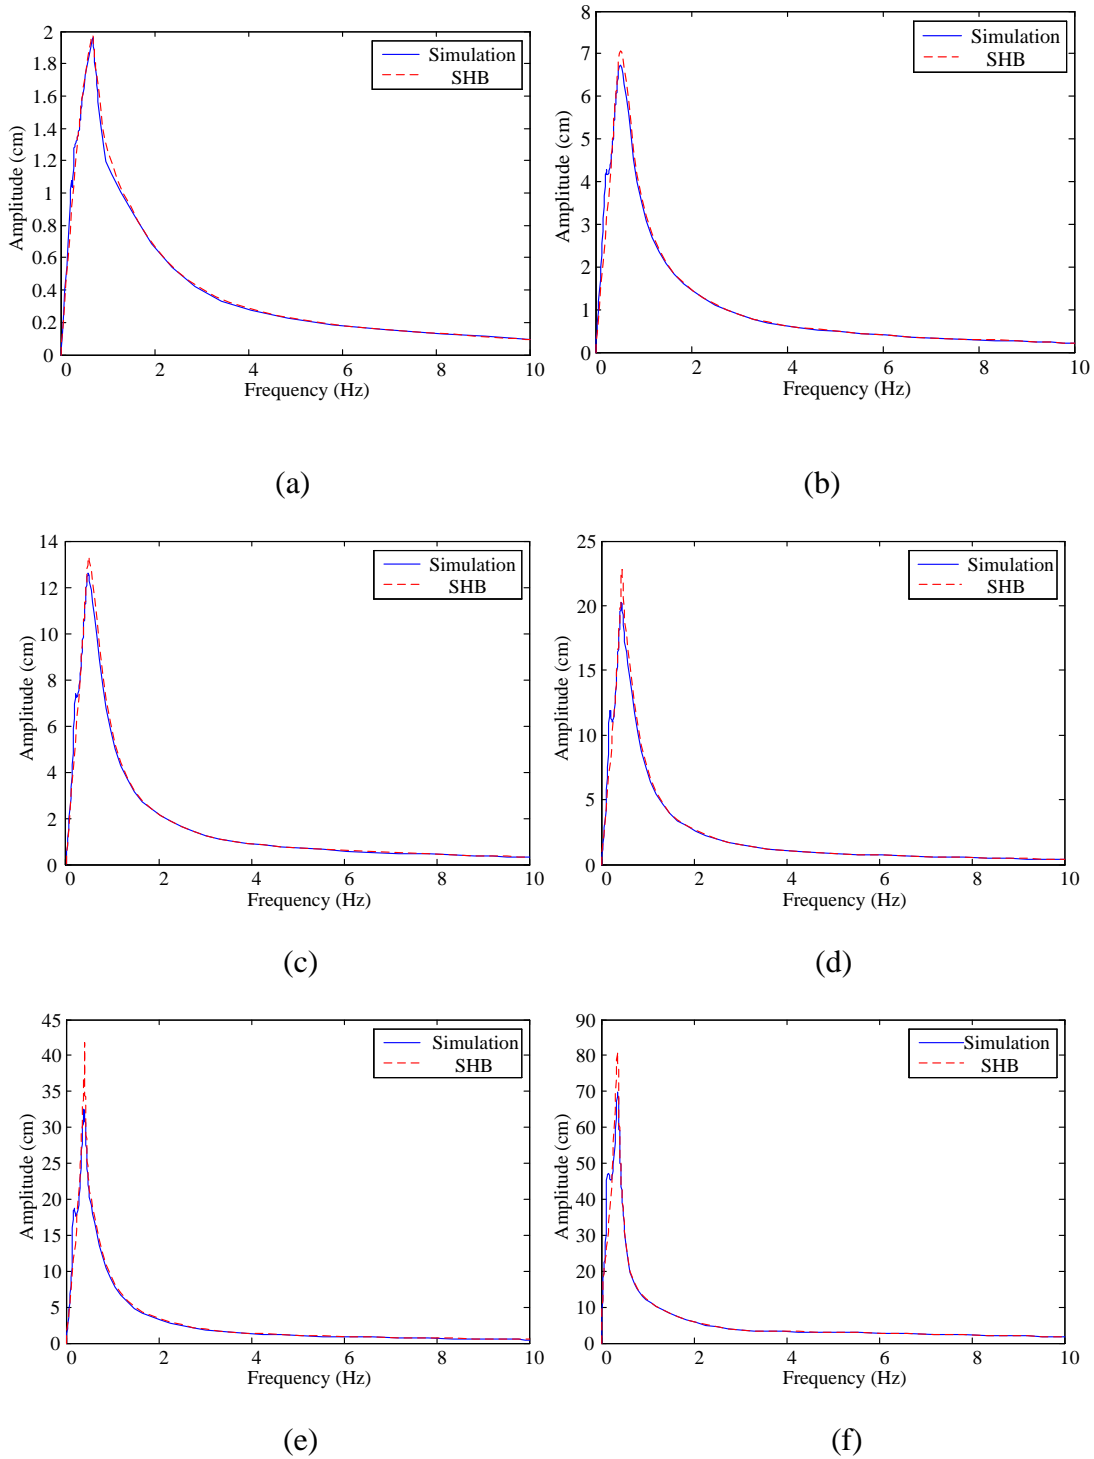 2
1.8
1.6
1.4
1.2
1
0.8
0.6
0.4
0.2
0
Amplitude (cm)
Simulation
SHB
0 2 4 6 8 10
Frequency (Hz)
(a)
8
7
6
5
4
3
2
1
0
Amplitude (cm)
Simulation
SHB
0 2 4 6 8 10
Frequency (Hz)
(b)
14
12
10
8
6
4
2
0
Amplitude (cm)
Simulation
SHB
0 2 4 6 8 10
Frequency (Hz)
(c)
25
20
15
10
5
0
Amplitude (cm)
Simulation
SHB
0 2 4 6 8 10
Frequency (Hz)
(d)
45
40
35
30
25
20
15
10
5
0
Amplitude (cm)
Simulation
SHB
0 2 4 6 8 10
Frequency (Hz)
(e)
90
80
70
60
50
40
30
20
10
0
Amplitude (cm)
Simulation
SHB
0 2 4 6 8 10
Frequency (Hz)
(f)